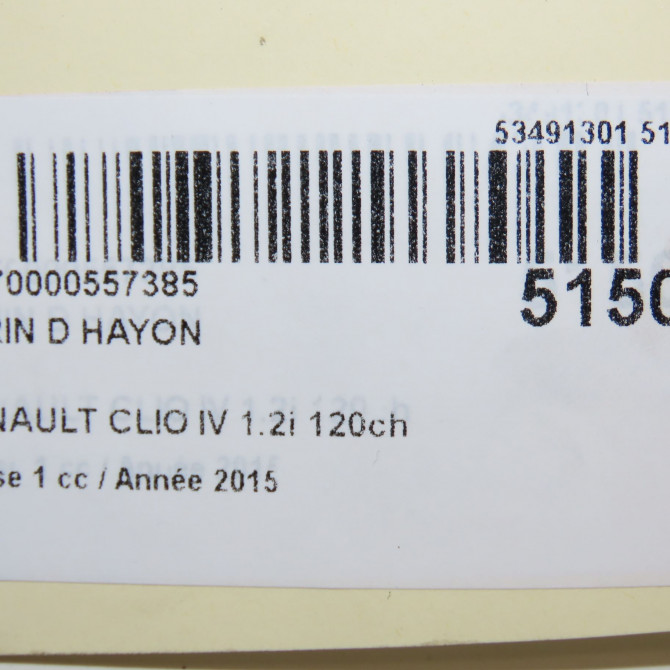 53491301 51
70000557385
5150
RIN D HAYON
NAULT CLIO IV 1.2i 120ch
se 1 cc / Année 2015